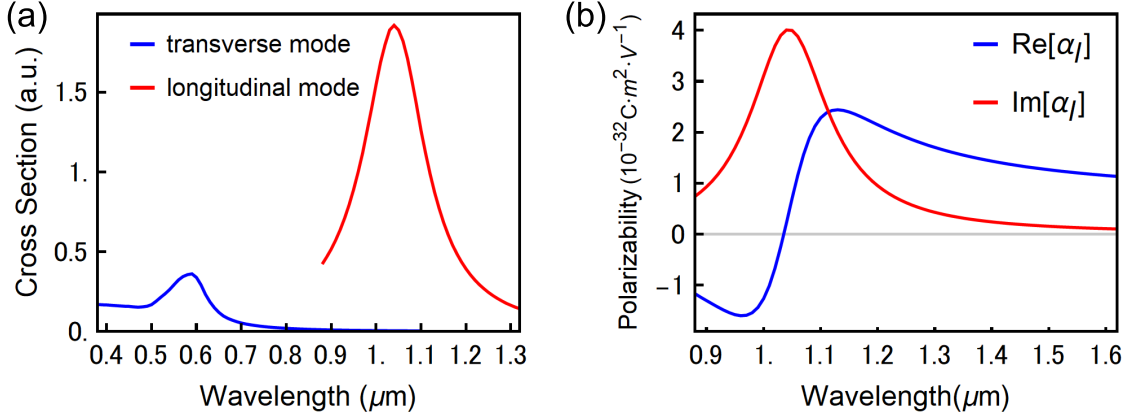 (a)
transverse mode
longitudinal mode
Cross Section (a.u.)
1.5
1.
0.5
0.
0.4 0.5 0.6 0.7 0.8 0.9 1. 1.1 1.2 1.3
Wavelength (μm)
(b)
Re[α_l]
Im[α_l]
Polarizability (10⁻³²C·m²·V⁻¹)
4
3
2
1
0
−1
0.9 1. 1.1 1.2 1.3 1.4 1.5 1.6
Wavelength(μm)